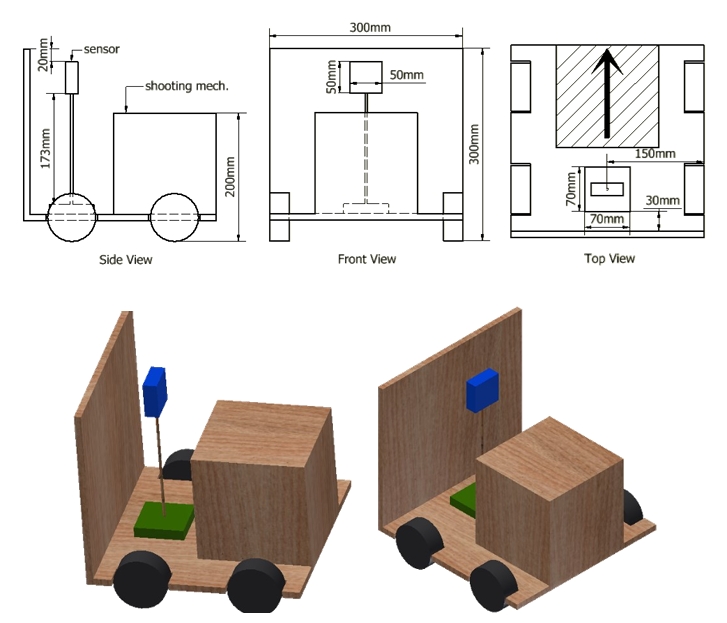 20mm
sensor
shooting mech.
173mm
200mm
Side View
300mm
50mm
50mm
300mm
Front View
150mm
70mm
30mm
70mm
Top View